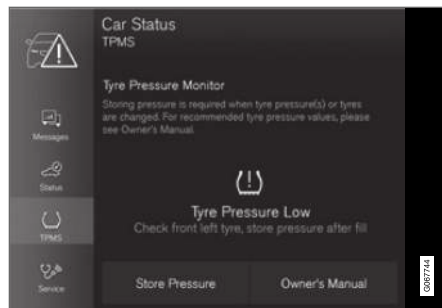 Car Status
TPMS
Tyre Pressure Monitor
Storing pressure is required when tyre pressure(s) or tyres
are changed. For recommended tyre pressure values, please
see Owner's Manual.
Messages
Status
TPMS
Service
Tyre Pressure Low
Check front left tyre, store pressure after fill
Store Pressure
Owner's Manual
G067744